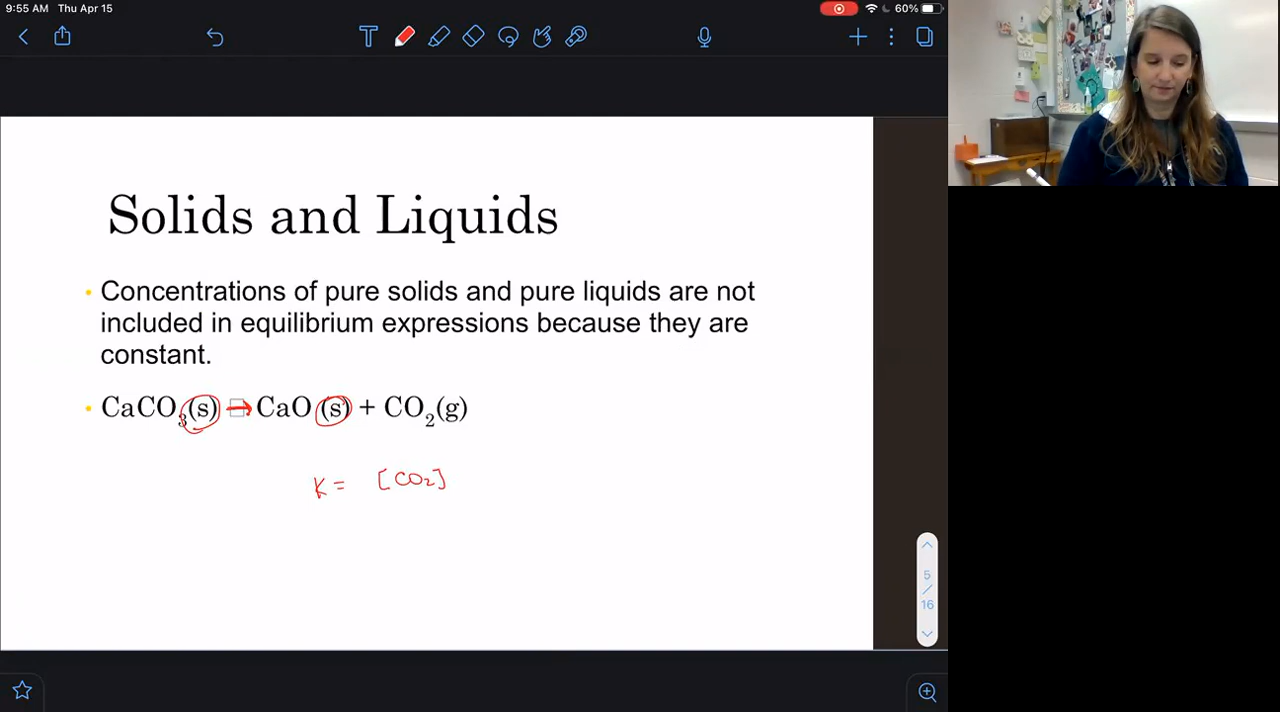 9:55 AM Thu Apr 15
60%
Solids and Liquids
• Concentrations of pure solids and pure liquids are not
included in equilibrium expressions because they are
constant.
• CaCO₃(s) → CaO (s) + CO₂(g)
K = [CO₂]
5
/
16